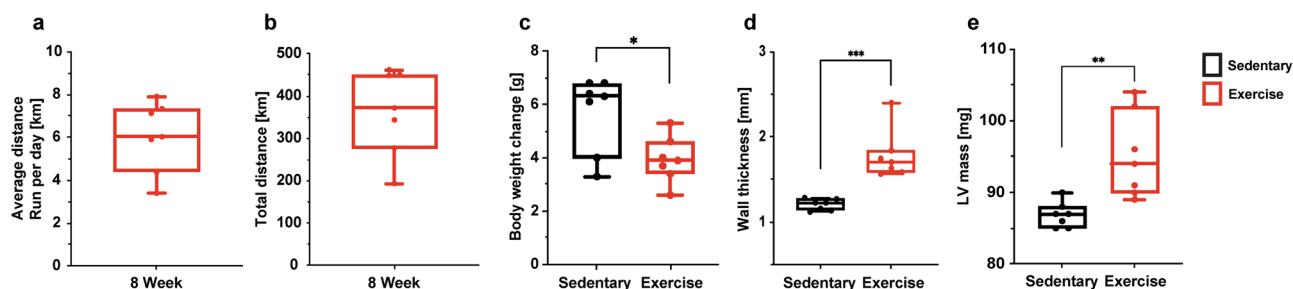 a
Average distance
Run per day [km]
10
8
6
4
2
0
8 Week
b
Total distance [km]
500
400
300
200
100
0
8 Week
c
Body weight change [g]
8
6
4
2
0
*
Sedentary Exercise
d
Wall thickness [mm]
3
2
1
***
Sedentary Exercise
e
LV mass [mg]
110
100
90
80
**
Sedentary Exercise
Sedentary
Exercise